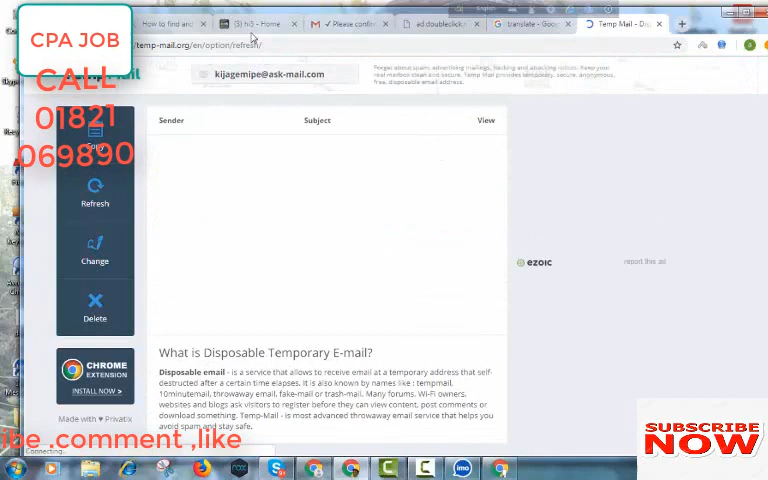 How to find and
(3) hi5 - Home
✓ Please confirm
ad.doubleclick
translate - Goog
Temp Mail - Dis
English
temp-mail.org/en/option/refresh/
CPA JOB
CALL
01821
069890
kijagemipe@ask-mail.com
Forget about spam, advertising mailings, hacking and attacking robots. Keep your
real mailbox clean and secure. Temp Mail provides temporary, secure, anonymous,
free, disposable email address.
Sender
Subject
View
Copy
Refresh
Change
Delete
CHROME
EXTENSION
INSTALL NOW >
Made with ♥ Privatix
ezoic
report this ad
What is Disposable Temporary E-mail?
Disposable email - is a service that allows to receive email at a temporary address that self-
destructed after a certain time elapses. It is also known by names like : tempmail,
10minutemail, throwaway email, fake-mail or trash-mail. Many forums, Wi-Fi owners,
websites and blogs ask visitors to register before they can view content, post comments or
download something. Temp-Mail - is most advanced throwaway email service that helps you
avoid spam and stay safe.
ibe .comment ,like
Connecting...
SUBSCRIBE
NOW
imo
nox